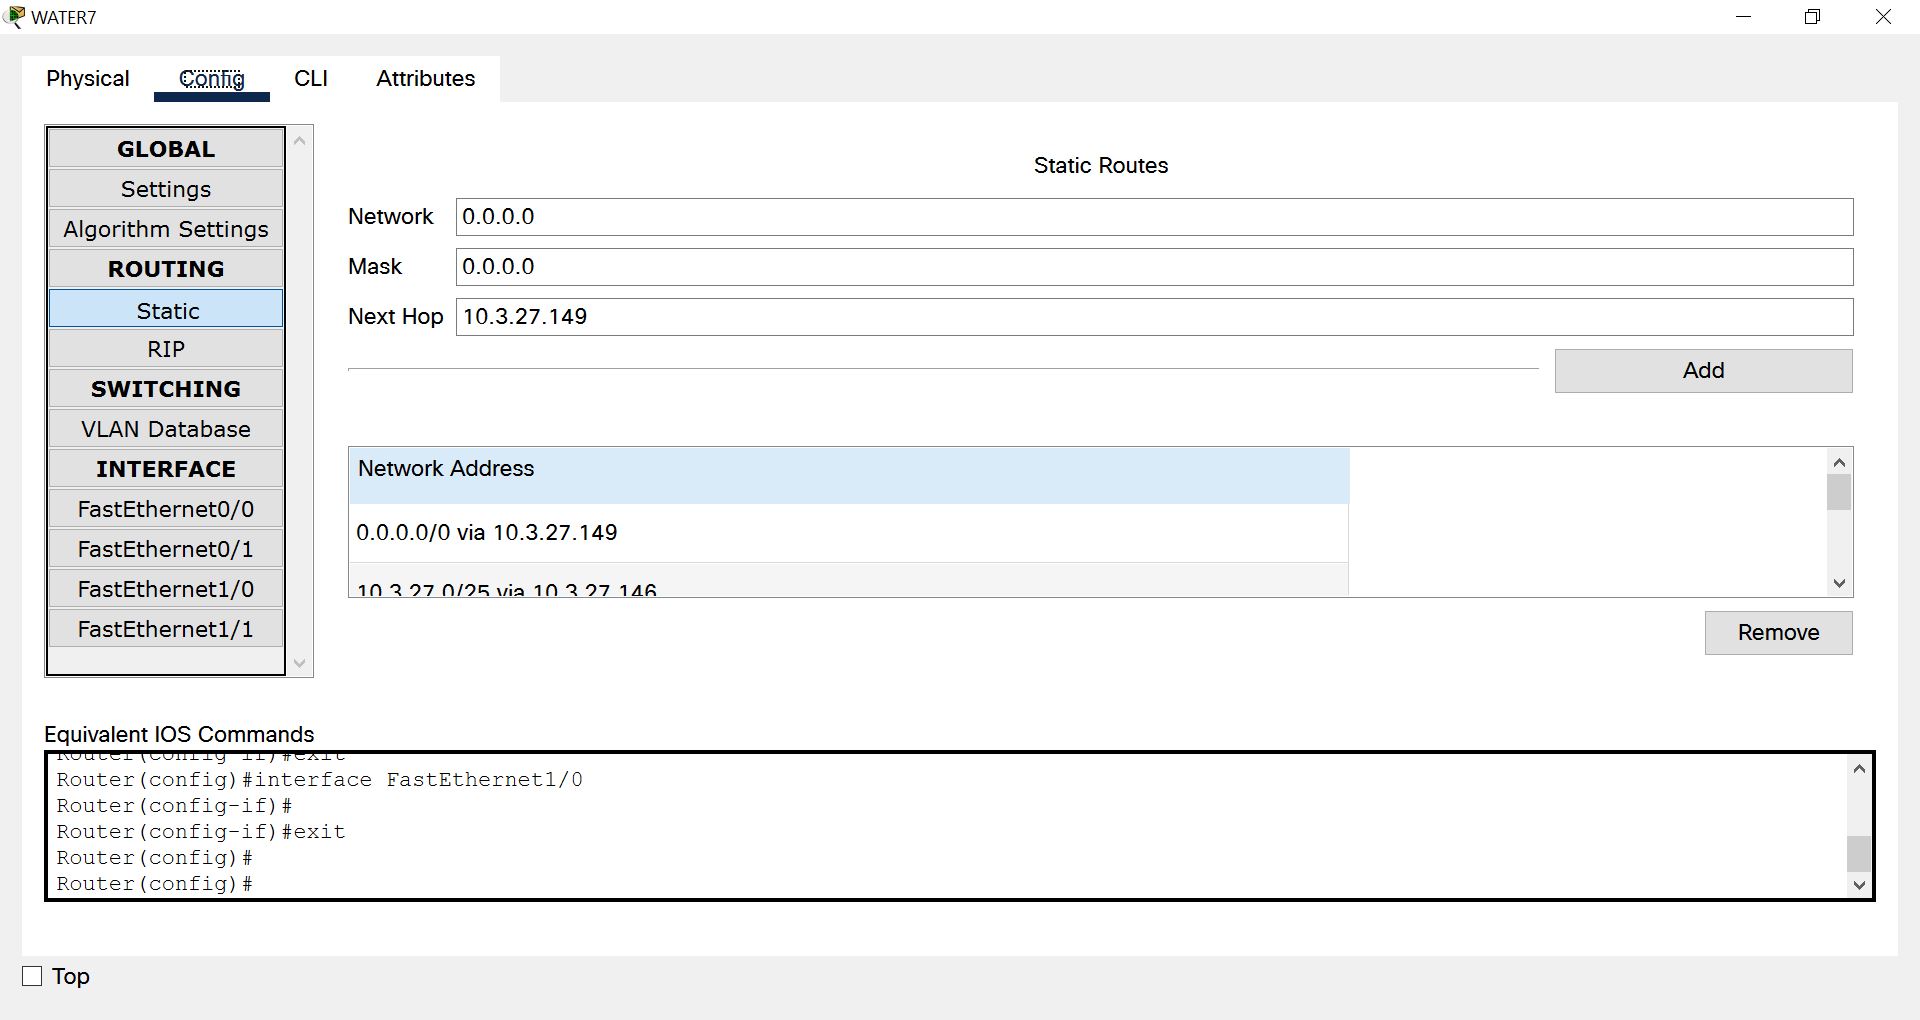 WATER7
Physical Config CLI Attributes
GLOBAL
Settings
Algorithm Settings
ROUTING
Static
RIP
SWITCHING
VLAN Database
INTERFACE
FastEthernet0/0
FastEthernet0/1
FastEthernet1/0
FastEthernet1/1
Static Routes
Network 0.0.0.0
Mask 0.0.0.0
Next Hop 10.3.27.149
Add
Network Address
0.0.0.0/0 via 10.3.27.149
10.3.27.0/25 via 10.3.27.146
Remove
Equivalent IOS Commands
Router(config-if)#exit
Router(config)#interface FastEthernet1/0
Router(config-if)#
Router(config-if)#exit
Router(config)#
Router(config)#
Top